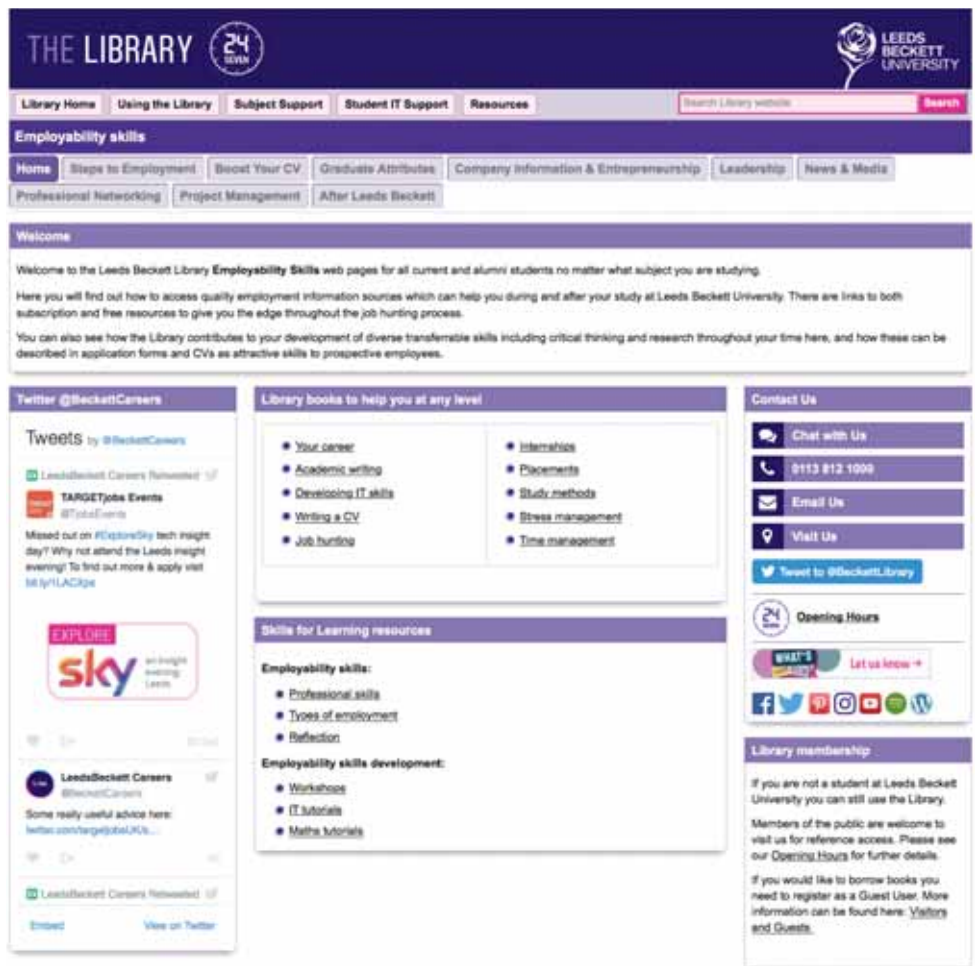 THE LIBRARY 24 SEVEN
LEEDS
BECKETT
UNIVERSITY
Library Home Using the Library Subject Support Student IT Support Resources
Search Library website Search
Employability skills
Home Steps to Employment Boost Your CV Graduate Attributes Company Information & Entrepreneurship Leadership News & Media
Professional Networking Project Management After Leeds Beckett
Welcome
Welcome to the Leeds Beckett Library Employability Skills web pages for all current and alumni students no matter what subject you are studying.
Here you will find out how to access quality employment information sources which can help you during and after your study at Leeds Beckett University. There are links to both
subscription and free resources to give you the edge throughout the job hunting process.
You can also see how the Library contributes to your development of diverse transferrable skills including critical thinking and research throughout your time here, and how these can be
described in application forms and CVs as attractive skills to prospective employees.
Twitter @BeckettCareers
Tweets by @BeckettCareers
LeedsBeckett Careers Retweeted
TARGETjobs Events
@TjobsEvents
Missed out on #ExploreSky tech insight
day? Why not attend the Leeds insight
evening! To find out more & apply visit
bit.ly/1LACXpe
EXPLORE
sky
an insight
evening
Leeds
LeedsBeckett Careers
@BeckettCareers
Some really useful advice here:
twitter.com/targetjobsUK/s...
LeedsBeckett Careers Retweeted
Embed View on Twitter
Library books to help you at any level
Your career
Academic writing
Developing IT skills
Writing a CV
Job hunting
Internships
Placements
Study methods
Stress management
Time management
Skills for Learning resources
Employability skills:
Professional skills
Types of employment
Reflection
Employability skills development:
Workshops
IT tutorials
Maths tutorials
Contact Us
Chat with Us
0113 812 1000
Email Us
Visit Us
Tweet to @BeckettLibrary
24 Opening Hours
WHAT'S
Let us know →
Library membership
If you are not a student at Leeds Beckett
University you can still use the Library.
Members of the public are welcome to
visit us for reference access. Please see
our Opening Hours for further details.
If you would like to borrow books you
need to register as a Guest User. More
information can be found here: Visitors
and Guests.